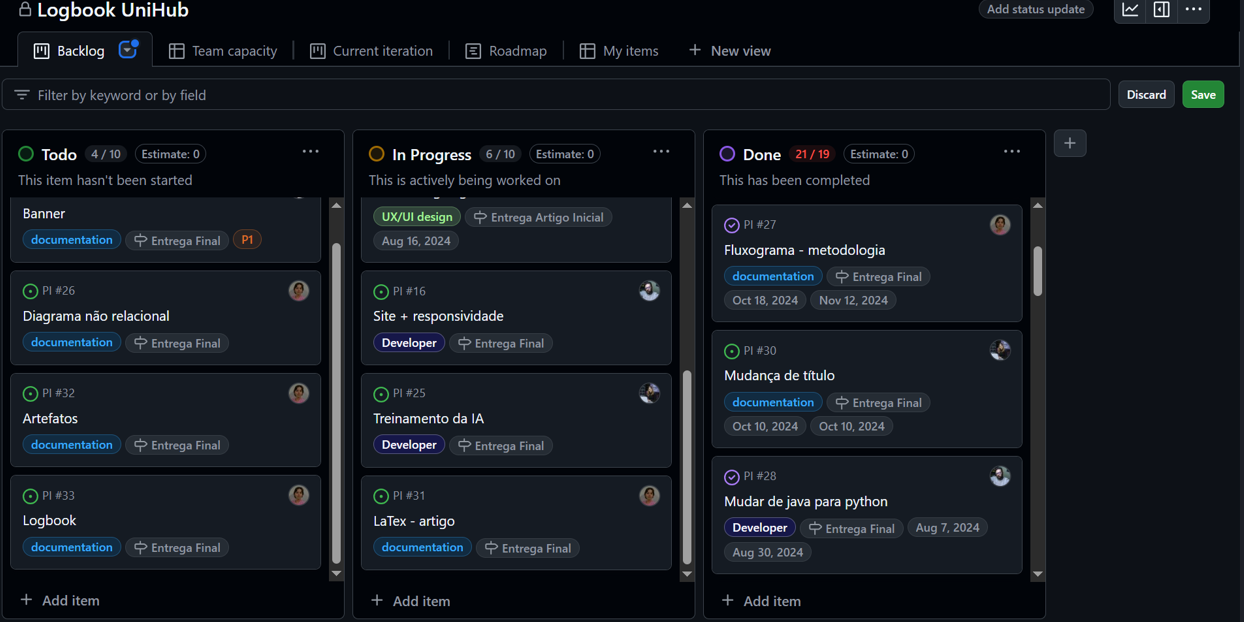 Logbook UniHub
Add status update
Backlog
Team capacity
Current iteration
Roadmap
My items
New view
Filter by keyword or by field
Discard
Save
Todo 4 / 10 Estimate: 0
This item hasn't been started
Banner
documentation Entrega Final P1
PI #26
Diagrama não relacional
documentation Entrega Final
PI #32
Artefatos
documentation Entrega Final
PI #33
Logbook
documentation Entrega Final
+ Add item
In Progress 6 / 10 Estimate: 0
This is actively being worked on
UX/UI design Entrega Artigo Inicial
Aug 16, 2024
PI #16
Site + responsividade
Developer Entrega Final
PI #25
Treinamento da IA
Developer Entrega Final
PI #31
LaTex - artigo
documentation Entrega Final
+ Add item
Done 21 / 19 Estimate: 0
This has been completed
PI #27
Fluxograma - metodologia
documentation Entrega Final
Oct 18, 2024 Nov 12, 2024
PI #30
Mudança de título
documentation Entrega Final
Oct 10, 2024 Oct 10, 2024
PI #28
Mudar de java para python
Developer Entrega Final Aug 7, 2024
Aug 30, 2024
+ Add item